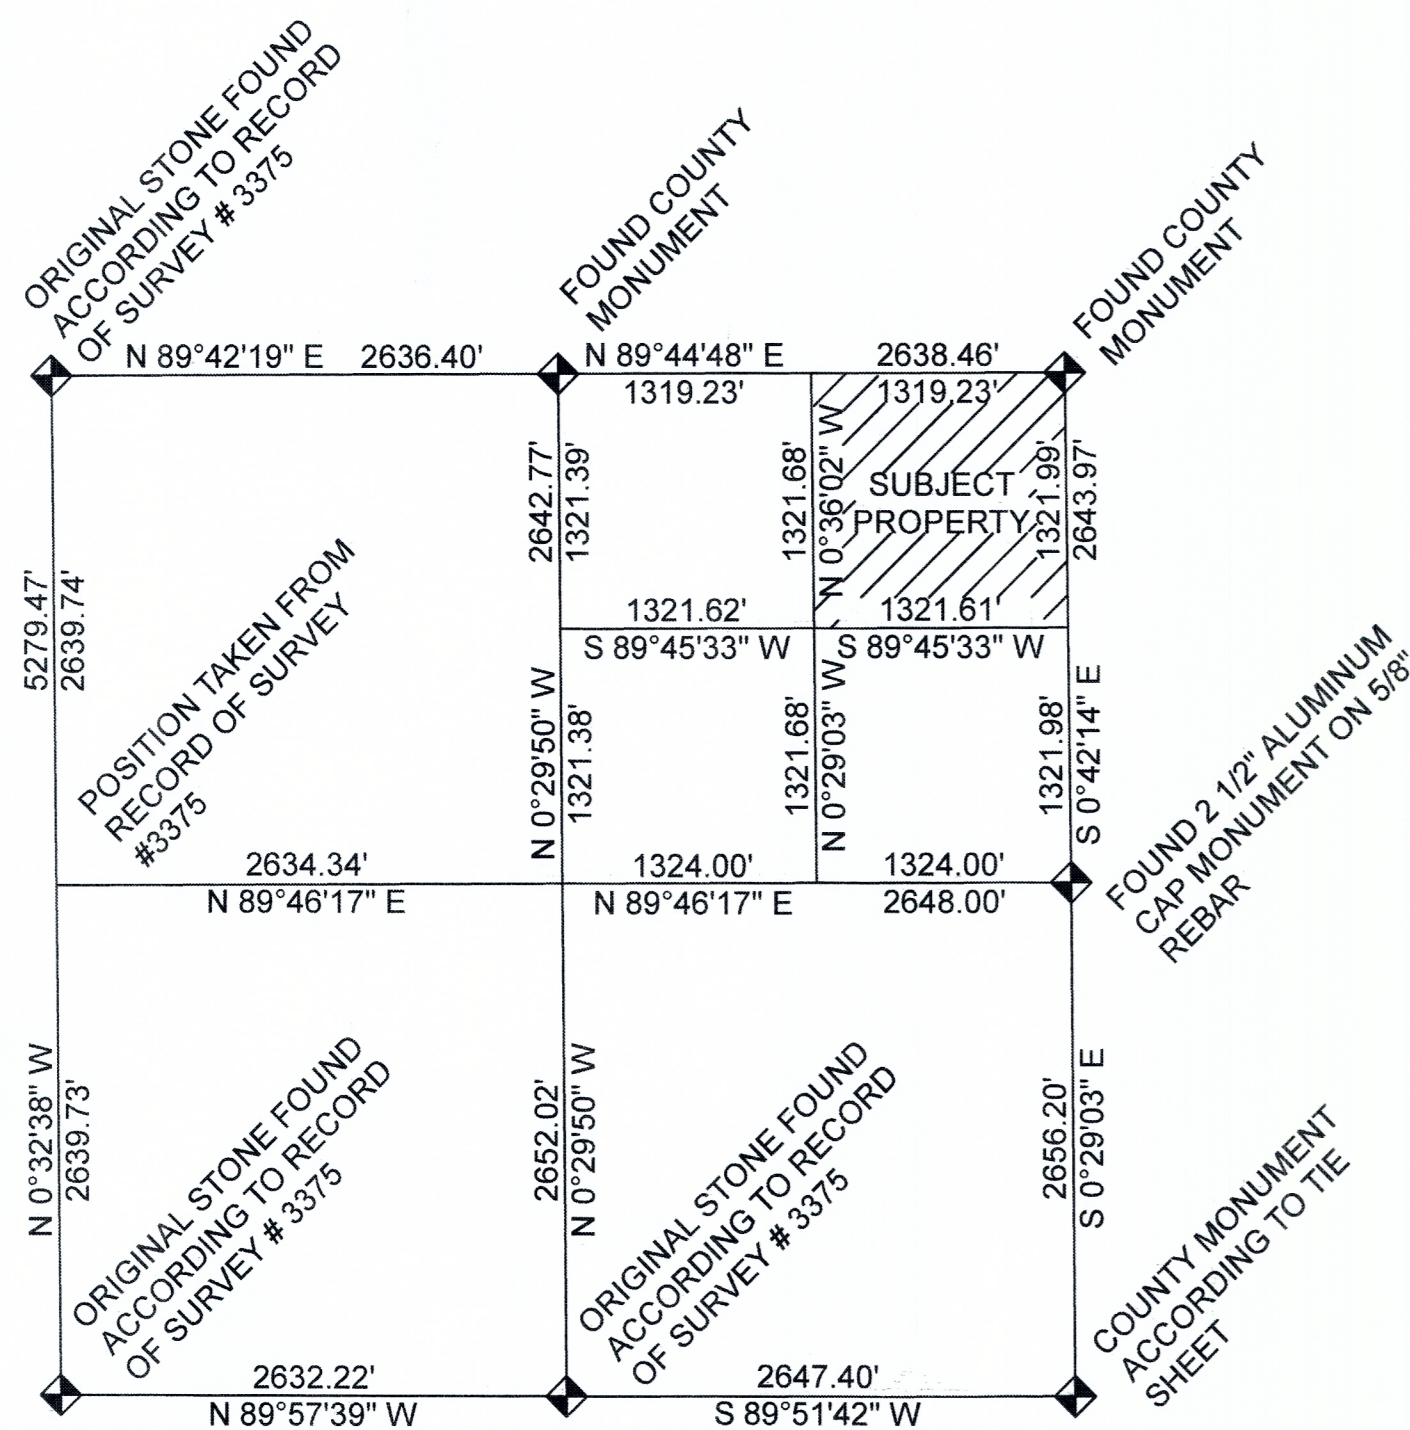 ORIGINAL STONE FOUND
ACCORDING TO RECORD
OF SURVEY # 3375
FOUND COUNTY
MONUMENT
FOUND COUNTY
MONUMENT
N 89°42'19" E
2636.40'
N 89°44'48" E
2638.46'
1319.23'
1319.23'
2642.77'
1321.39'
1321.68'
N 0°36'02" W
SUBJECT
PROPERTY
1321.99'
2643.97'
5279.47'
2639.74'
POSITION TAKEN FROM
RECORD OF SURVEY
#3375
1321.62'
1321.61'
S 89°45'33" W
S 89°45'33" W
N 0°29'50" W
1321.38'
1321.68'
N 0°29'03" W
1321.98'
S 0°42'14" E
FOUND 2 1/2" ALUMINUM
CAP MONUMENT ON 5/8"
REBAR
2634.34'
1324.00'
1324.00'
N 89°46'17" E
N 89°46'17" E
2648.00'
N 0°32'38" W
2639.73'
ORIGINAL STONE FOUND
ACCORDING TO RECORD
OF SURVEY # 3375
2652.02'
N 0°29'50" W
ORIGINAL STONE FOUND
ACCORDING TO RECORD
OF SURVEY # 3375
2656.20'
S 0°29'03" E
COUNTY MONUMENT
ACCORDING TO TIE
SHEET
2632.22'
2647.40'
N 89°57'39" W
S 89°51'42" W